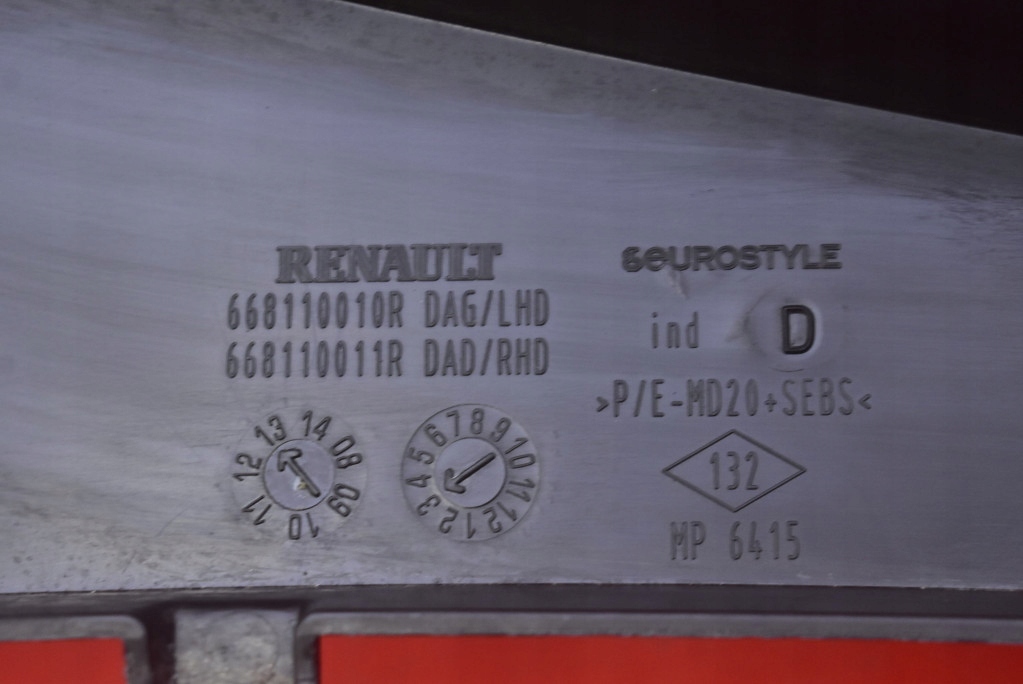 RENAULT
668110010R DAG/LHD
668110011R DAD/RHD
eurostyle
ind D
>P/E-MD20+SEBS<
132
MP 6415
08 09 10 11 12 13 14
1 2 3 4 5 6 7 8 9 10 11 12